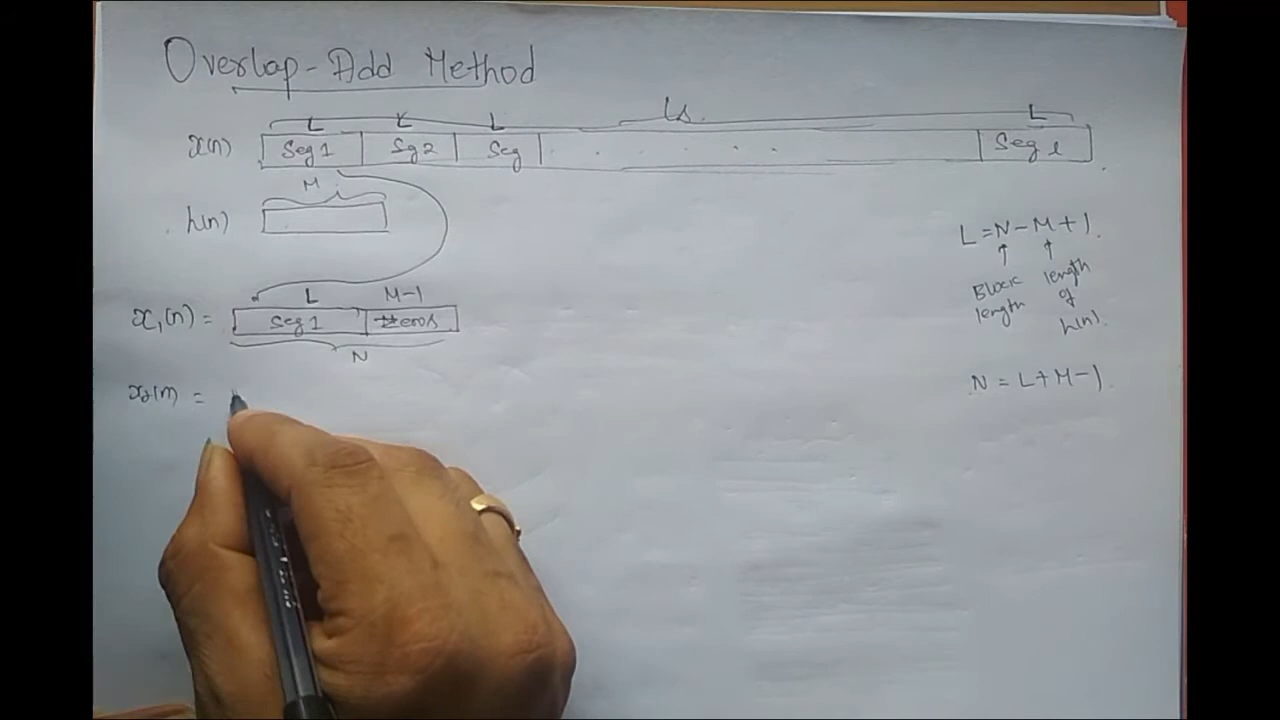 Overlap-Add Method
L L L Ls L
x(n) Seg 1 Sg 2 Seg . . . . . Seg l
M
h(n)
L = N - M + 1.
Block length
length of h(n).
L M-1
x1(n) = Seg 1 zeros
N
x2(n) =
N = L + M - 1